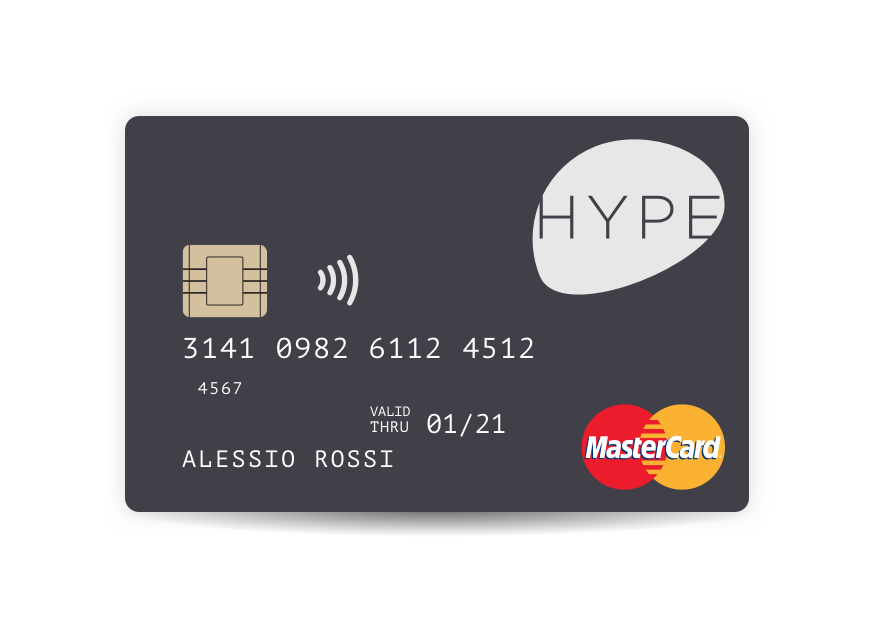 HYPE
3141 0982 6112 4512
4567
VALID
THRU 01/21
ALESSIO ROSSI
MasterCard